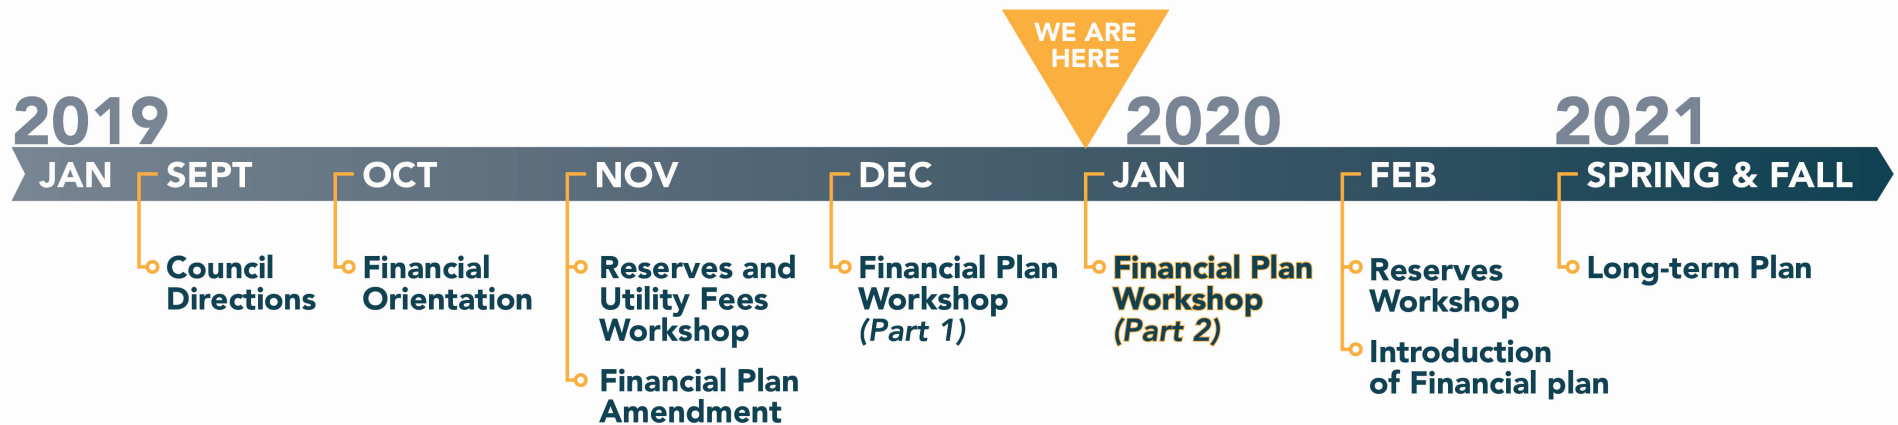 WE ARE
HERE
2019
2020
2021
JAN
SEPT
OCT
NOV
DEC
JAN
FEB
SPRING & FALL
Council
Directions
Financial
Orientation
Reserves and
Utility Fees
Workshop
Financial Plan
Amendment
Financial Plan
Workshop
(Part 1)
Financial Plan
Workshop
(Part 2)
Reserves
Workshop
Introduction
of Financial plan
Long-term Plan